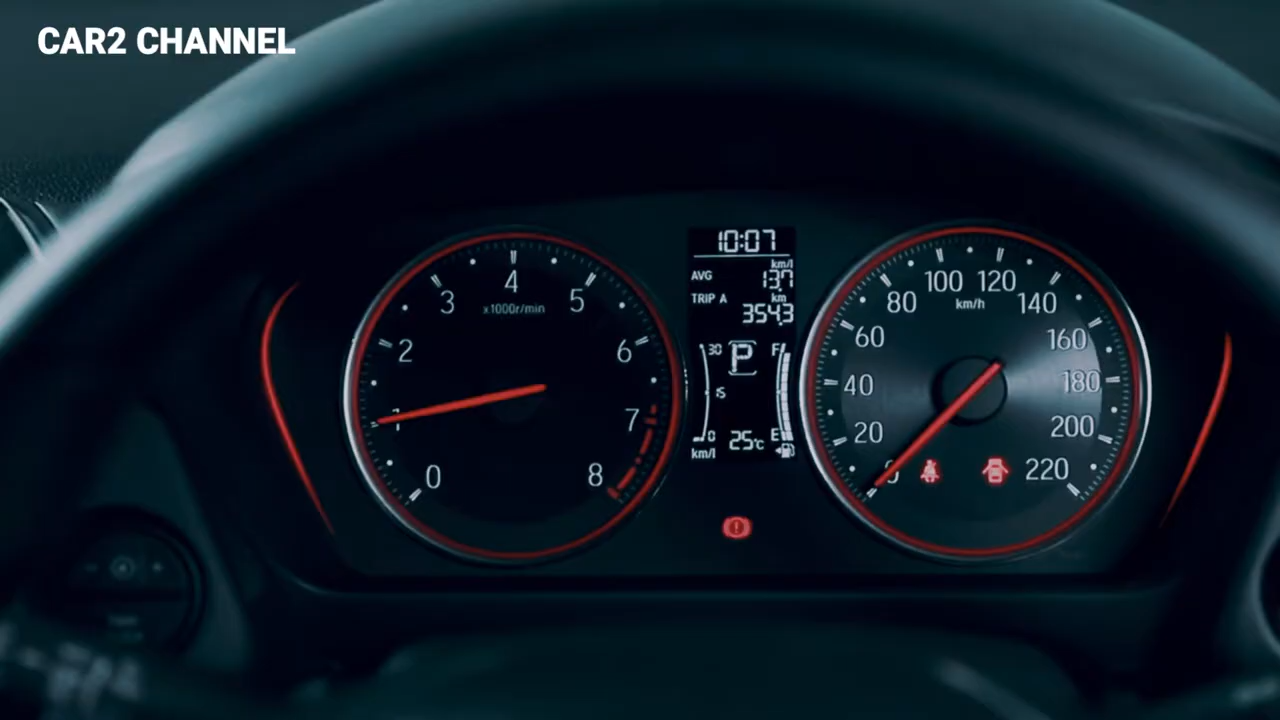 CAR2 CHANNEL
10:07
km/l
AVG 13.7
TRIP A km
354.3
0 1 2 3 4 5 6 7 8
x1000r/min
30 P F
15
0 25°C E
km/l
0 20 40 60 80 100 120 140 160 180 200 220
km/h